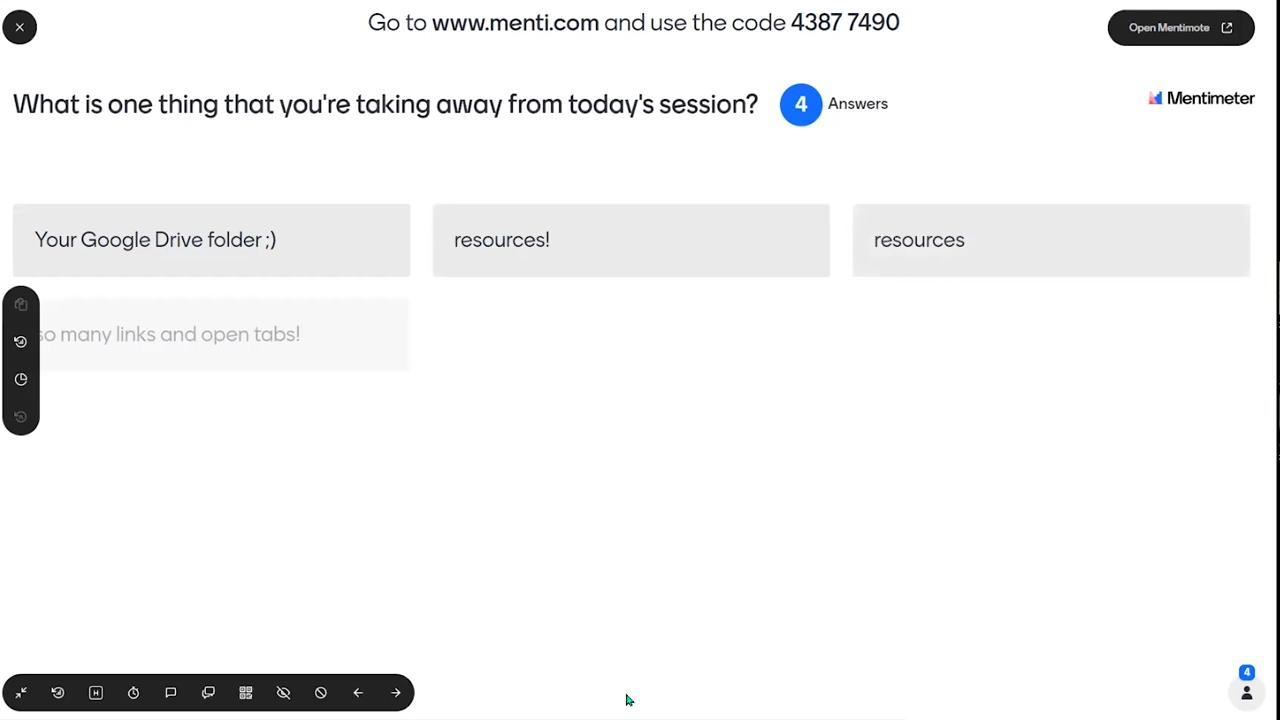 Go to www.menti.com and use the code 4387 7490
Open Mentimote
What is one thing that you're taking away from today's session?
4 Answers
Mentimeter
Your Google Drive folder ;)
resources!
resources
so many links and open tabs!
H
4